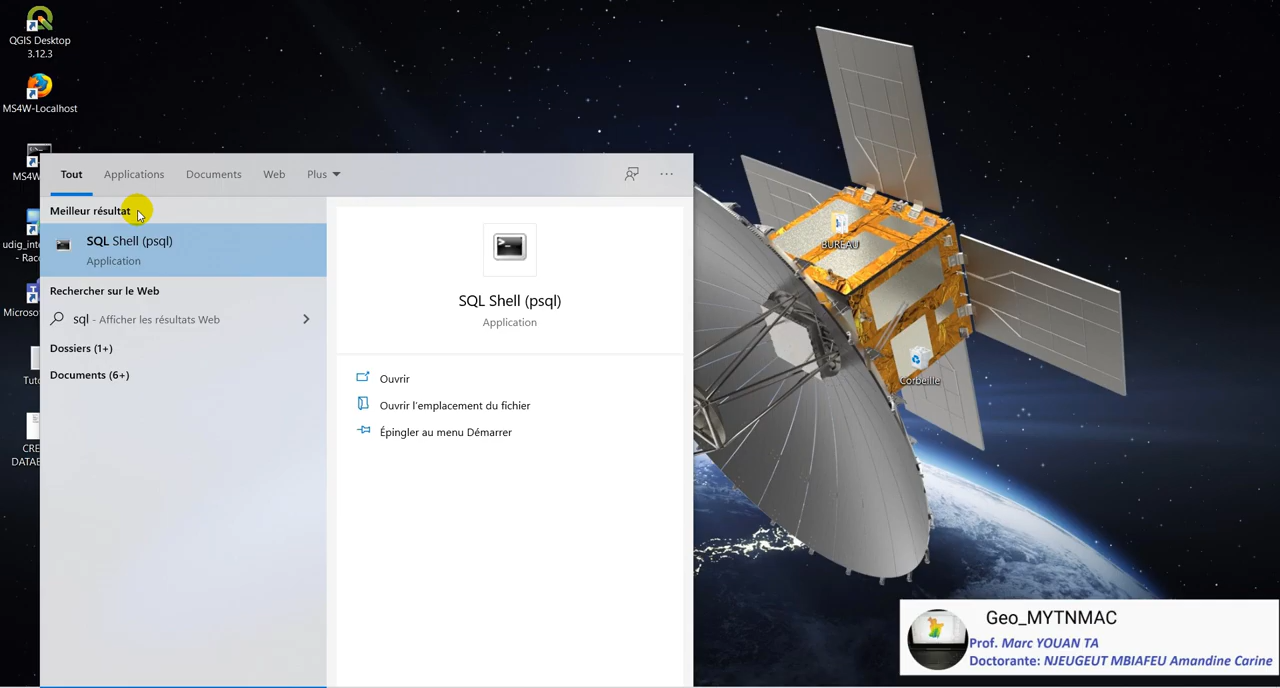 QGIS Desktop
3.12.3
MS4W-Localhost
MS4W
udig_inte
- Racc
Microso
Tuto
CRE
DATAB
Tout
Applications
Documents
Web
Plus
Meilleur résultat
SQL Shell (psql)
Application
Rechercher sur le Web
sql - Afficher les résultats Web
Dossiers (1+)
Documents (6+)
SQL Shell (psql)
Application
Ouvrir
Ouvrir l'emplacement du fichier
Épingler au menu Démarrer
BUREAU
Corbeille
Geo_MYTNMAC
Prof. Marc YOUAN TA
Doctorante: NJEUGEUT MBIAFEU Amandine Carine